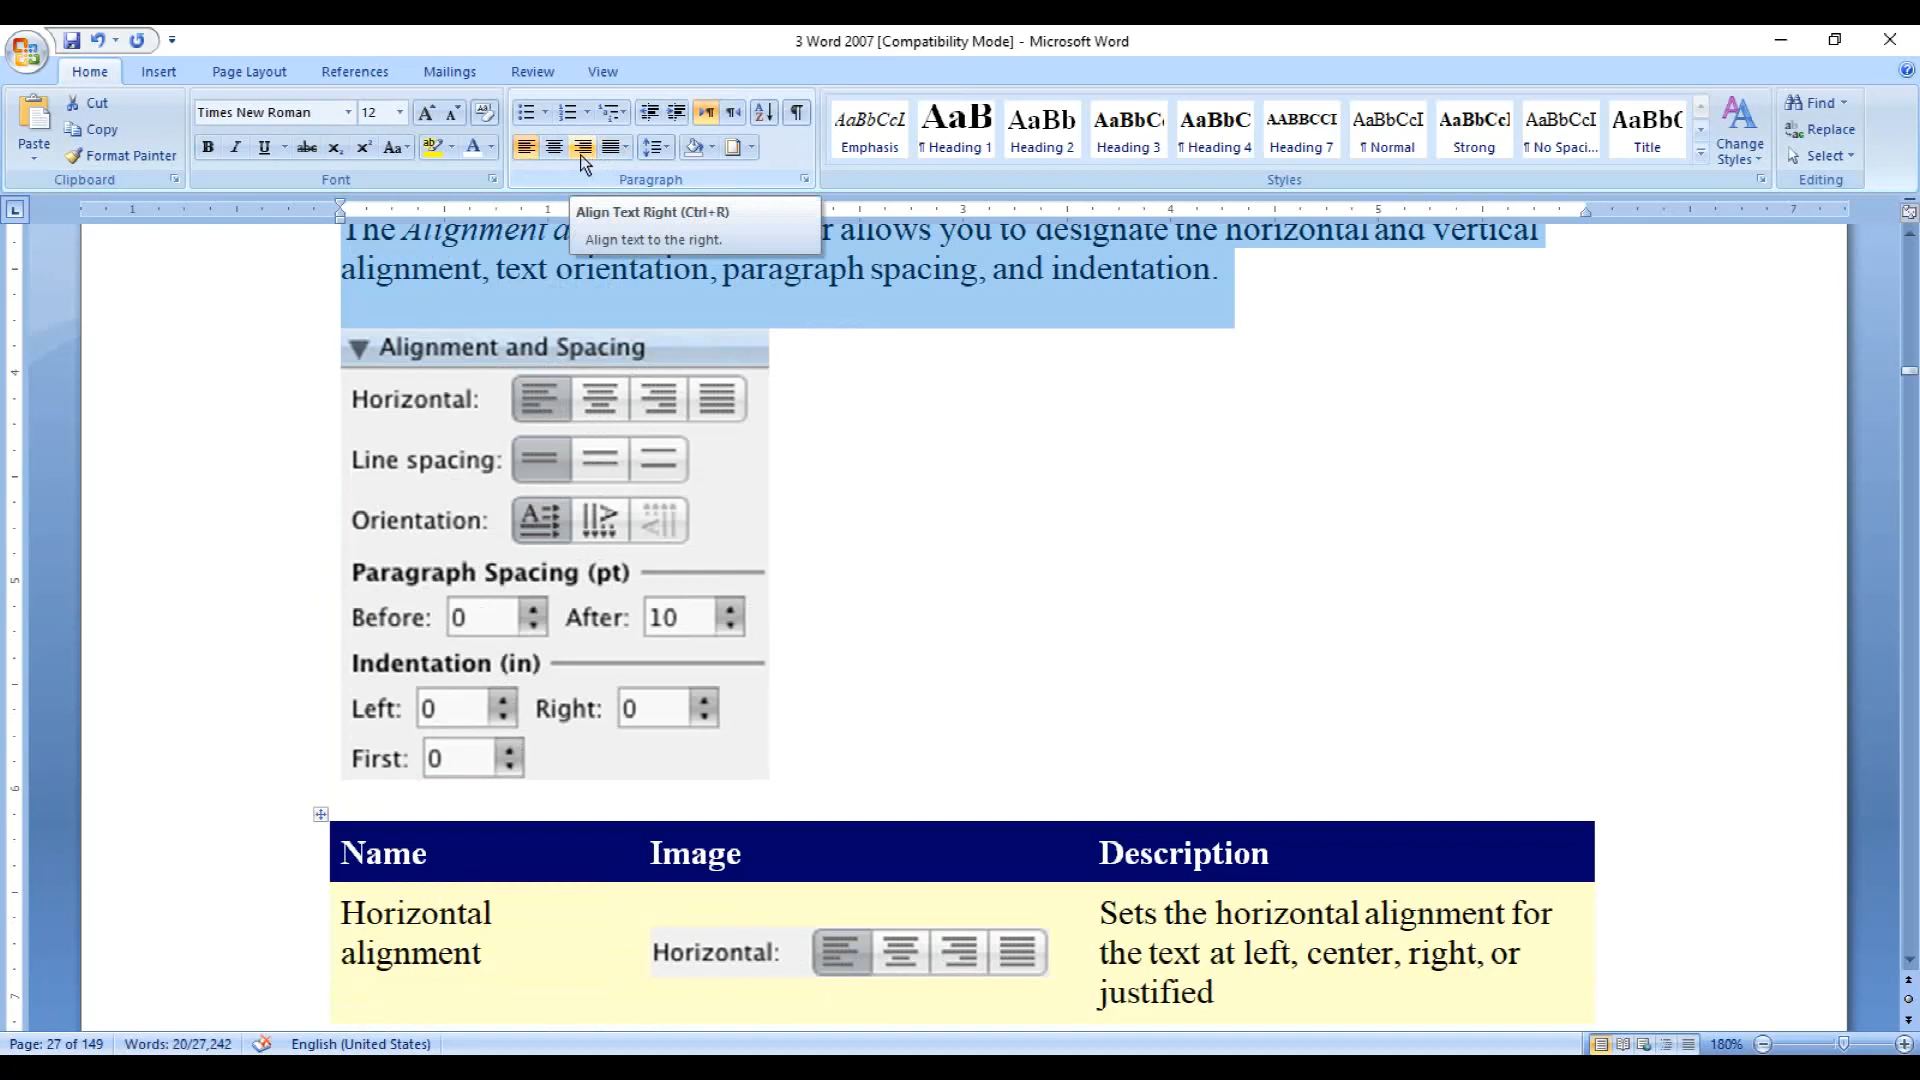 3 Word 2007 [Compatibility Mode] - Microsoft Word
Home Insert Page Layout References Mailings Review View
Paste
Cut
Copy
Format Painter
Clipboard
Times New Roman 12
Font
Paragraph
AaBbCcI AaB AaBb AaBbC AaBbC AABBCCI AaBbCcI AaBbCcI AaBbCcI AaBb(
Emphasis ¶ Heading 1 Heading 2 Heading 3 ¶ Heading 4 Heading 7 ¶ Normal Strong ¶ No Spaci... Title
Change Styles
Styles
Find
Replace
Select
Editing
Align Text Right (Ctrl+R)
Align text to the right.
The Alignment a r allows you to designate the horizontal and vertical
alignment, text orientation, paragraph spacing, and indentation.
Alignment and Spacing
Horizontal:
Line spacing:
Orientation:
Paragraph Spacing (pt)
Before: 0 After: 10
Indentation (in)
Left: 0 Right: 0
First: 0
Name Image Description
Horizontal
alignment
Horizontal:
Sets the horizontal alignment for
the text at left, center, right, or
justified
Page: 27 of 149 Words: 20/27,242 English (United States) 180%